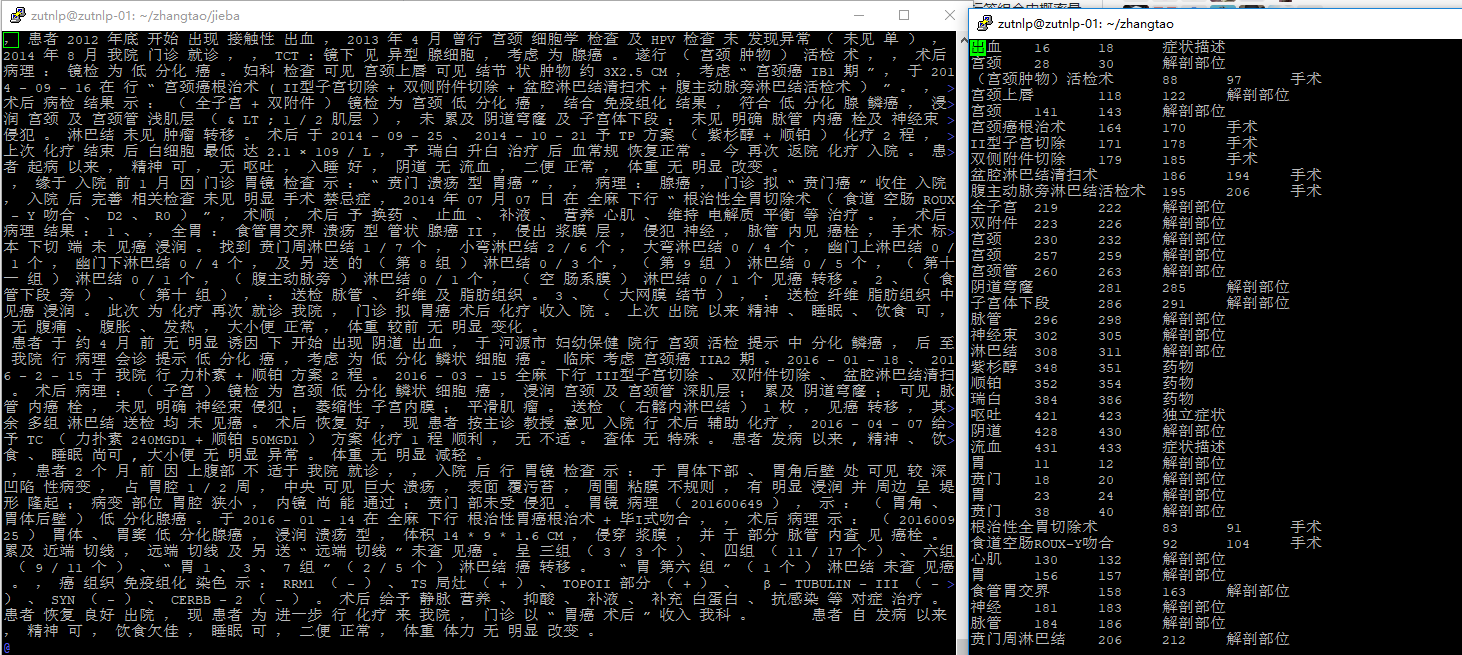 zutnlp@zutnlp-01: ~/zhangtao/jieba
， 患者 2012 年底 开始 出现 接触性 出血 ， 2013 年 4 月 曾行 宫颈 细胞学 检查 及 HPV 检查 未 发现异常 （ 未见 单 ） ，
2014 年 8 月 我院 门诊 就诊 ， ， TCT ：镜下 见 异型 腺细胞 ， 考虑 为 腺癌 。 遂行 （ 宫颈 肿物 ） 活检 术 ， ， 术后
病理 ： 镜检 为 低 分化 癌 。 妇科 检查 可见 宫颈上唇 可见 结节 状 肿物 约 3X2.5 CM ， 考虑 “ 宫颈癌 IB1 期 ” ， 于 201
4 - 09 - 16 在 行 “ 宫颈癌根治术 ( II型子宫切除 + 双侧附件切除 + 盆腔淋巴结清扫术 + 腹主动脉旁淋巴结活检术 ） ” 。 ，
术后 病检 结果 示 ： （ 全子宫 + 双附件 ） 镜检 为 宫颈 低 分化 癌 ， 结合 免疫组化 结果 ， 符合 低 分化 腺 鳞癌 ， 浸
润 宫颈 及 宫颈管 浅肌层 （ & LT ; 1 / 2 肌层 ） ， 未 累及 阴道穹窿 及 子宫体下段 ； 未见 明确 脉管 内癌 栓及 神经束
侵犯 。 淋巴结 未见 肿瘤 转移 。 术后 于 2014 - 09 - 25 、 2014 - 10 - 21 予 TP 方案 （ 紫杉醇 + 顺铂 ） 化疗 2 程 ，
上次 化疗 结束 后 白细胞 最低 达 2.1 × 109 / L ， 予 瑞白 升白 治疗 后 血常规 恢复正常 。 今 再次 返院 化疗 入院 。 患
者 起病 以来 ， 精神 可 ， 无 呕吐 ， 入睡 好 ， 阴道 无 流血 ， 二便 正常 ， 体重 无 明显 改变 。
， 缘于 入院 前 1 月 因 门诊 胃镜 检查 示 ： “ 贲门 溃疡 型 胃癌 ” ， ， 病理 ： 腺癌 ， 门诊 拟 “ 贲门癌 ” 收住 入院
， 入院 后 完善 相关检查 未见 明显 手术 禁忌症 ， 2014 年 07 月 07 日 在 全麻 下行 “ 根治性全胃切除术 （ 食道 空肠 ROUX
- Y 吻合 、 D2 、 R0 ） ” ， 术顺 ， 术后 予 换药 、 止血 、 补液 、 营养 心肌 、 维持 电解质 平衡 等 治疗 。 ， 术后
病理 结果 ： 1 、 ， 全胃 ： 食管胃交界 溃疡 型 管状 腺癌 II ， 侵出 浆膜 层 ， 侵犯 神经 ， 脉管 内见 癌栓 ， 手术 标
本 下切 端 未 见癌 浸润 。 找到 贲门周淋巴结 1 / 7 个 ， 小弯淋巴结 2 / 6 个 ， 大弯淋巴结 0 / 4 个 ， 幽门上淋巴结 0 /
1 个 ， 幽门下淋巴结 0 / 4 个 ， 及 另 送 的 （ 第 8 组 ） 淋巴结 0 / 3 个 ， （ 第 9 组 ） 淋巴结 0 / 5 个 ， （ 第十
一 组 ） 淋巴结 0 / 1 个 ， （ 腹主动脉旁 ） 淋巴结 0 / 1 个 ， （ 空 肠系膜 ） 淋巴结 0 / 1 个 见癌 转移 。 2 、 （ 食
管下段 旁 ） 、 （ 第十 组 ） ， ： 送检 脉管 、 纤维 及 脂肪组织 。 3 、 （ 大网膜 结节 ） ， ： 送检 纤维 脂肪组织 中
见癌 浸润 。 此次 为 化疗 再次 就诊 我院 ， 门诊 拟 胃癌 术后 化疗 收入 院 。 上次 出院 以来 精神 、 睡眠 、 饮食 可 ，
无 腹痛 、 腹胀 、 发热 ， 大小便 正常 ， 体重 较前 无 明显 变化 。
患者 于 约 4 月 前 无 明显 诱因 下 开始 出现 阴道 出血 ， 于 河源市 妇幼保健 院行 宫颈 活检 提示 中 分化 鳞癌 ， 后 至
我院 行 病理 会诊 提示 低 分化 癌 ， 考虑 为 低 分化 鳞状 细胞 癌 。 临床 考虑 宫颈癌 IIA2 期 。 2016 - 01 - 18 、 201
6 - 2 - 15 于 我院 行 力朴素 + 顺铂 方案 2 程 。 2016 - 03 - 15 全麻 下行 III型子宫切除 、 双附件切除 、 盆腔淋巴结清扫
。 术后 病理 ： （ 子宫 ） 镜检 为 宫颈 低 分化 鳞状 细胞 癌 ， 浸润 宫颈 及 宫颈管 深肌层 ； 累及 阴道穹窿 ； 可见 脉
管 内癌 栓 ， 未见 明确 神经束 侵犯 ； 萎缩性 子宫内膜 ； 平滑肌 瘤 。 送检 （ 右髂内淋巴结 ） 1 枚 ， 见癌 转移 ， 其
余 多组 淋巴结 送检 均 未 见癌 。 术后 恢复 好 ， 现 患者 按主诊 教授 意见 入院 行 术后 辅助 化疗 ， 2016 - 04 - 07 给
予 TC （ 力扑素 240MGD1 + 顺铂 50MGD1 ） 方案 化疗 1 程 顺利 ， 无 不适 。 查体 无 特殊 。 患者 发病 以来 , 精神 、 饮
食 、 睡眠 尚可 , 大小便 无 明显 异常 。 体重 无 明显 减轻 。
， 患者 2 个 月 前 因 上腹部 不 适于 我院 就诊 ， ， 入院 后 行 胃镜 检查 示 ： 于 胃体下部 、 胃角后壁 处 可见 较 深
凹陷 性病变 ， 占 胃腔 1 / 2 周 ， 中央 可见 巨大 溃疡 ， 表面 覆污苔 ， 周围 粘膜 不规则 ， 有 明显 浸润 并 周边 呈 堤
形 隆起 ； 病变 部位 胃腔 狭小 ， 内镜 尚 能 通过 。 贲门 部未受 侵犯 。 胃镜 病理 （ 201600649 ） ， 示 ： （ 胃角 、
胃体后壁 ） 低 分化腺癌 。 于 2016 - 01 - 14 在 全麻 下行 根治性胃癌根治术 + 毕I式吻合 ， ， 术后 病理 示 ： （ 2016009
25 ） 胃体 、 胃窦 低 分化腺癌 ， 浸润 溃疡 型 ， 体积 14 * 9 * 1.6 CM ， 侵穿 浆膜 ， 并 于 部分 脉管 内查 见 癌栓 。
累及 近端 切线 ， 远端 切线 及 另 送 “ 远端 切线 ” 未查 见癌 。 呈 三组 （ 3 / 3 个 ） 、 四组 （ 11 / 17 个 ） 、 六组
（ 9 / 11 个 ） 、 “ 胃 1 、 3 、 7 组 ” （ 2 / 5 个 ） 淋巴结 癌 转移 。 “ 胃 第六 组 ” （ 1 个 ） 淋巴结 未查 见癌
。 ， 癌 组织 免疫组化 染色 示 ： RRM1 （ - ） 、 TS 局灶 （ + ） 、 TOPOII 部分 （ + ） 、 β - TUBULIN - III （ -
） 、 SYN （ - ） 、 CERBB - 2 （ - ） 。 术后 给予 静脉 营养 、 抑酸 、 补液 、 补充 白蛋白 、 抗感染 等 对症 治疗 。
患者 恢复 良好 出院 ， 现 患者 为 进一步 行 化疗 来 我院 ， 门诊 以 “ 胃癌 术后 ” 收入 我科 。 患者 自 发病 以来
， 精神 可 ， 饮食欠佳 ， 睡眠 可 ， 二便 正常 ， 体重 体力 无 明显 改变 。
@
zutnlp@zutnlp-01: ~/zhangtao
出血 16 18 症状描述
宫颈 28 30 解剖部位
（宫颈肿物）活检术 88 97 手术
宫颈上唇 118 122 解剖部位
宫颈 141 143 解剖部位
宫颈癌根治术 164 170 手术
II型子宫切除 171 178 手术
双侧附件切除 179 185 手术
盆腔淋巴结清扫术 186 194 手术
腹主动脉旁淋巴结活检术 195 206 手术
全子宫 219 222 解剖部位
双附件 223 226 解剖部位
宫颈 230 232 解剖部位
宫颈 257 259 解剖部位
宫颈管 260 263 解剖部位
阴道穹窿 281 285 解剖部位
子宫体下段 286 291 解剖部位
脉管 296 298 解剖部位
神经束 302 305 解剖部位
淋巴结 308 311 解剖部位
紫杉醇 348 351 药物
顺铂 352 354 药物
瑞白 384 386 药物
呕吐 421 423 独立症状
阴道 428 430 解剖部位
流血 431 433 症状描述
胃 11 12 解剖部位
贲门 18 20 解剖部位
胃 23 24 解剖部位
贲门 38 40 解剖部位
根治性全胃切除术 83 91 手术
食道空肠ROUX-Y吻合 92 104 手术
心肌 130 132 解剖部位
胃 156 157 解剖部位
食管胃交界 158 163 解剖部位
神经 181 183 解剖部位
脉管 184 186 解剖部位
贲门周淋巴结 206 212 解剖部位